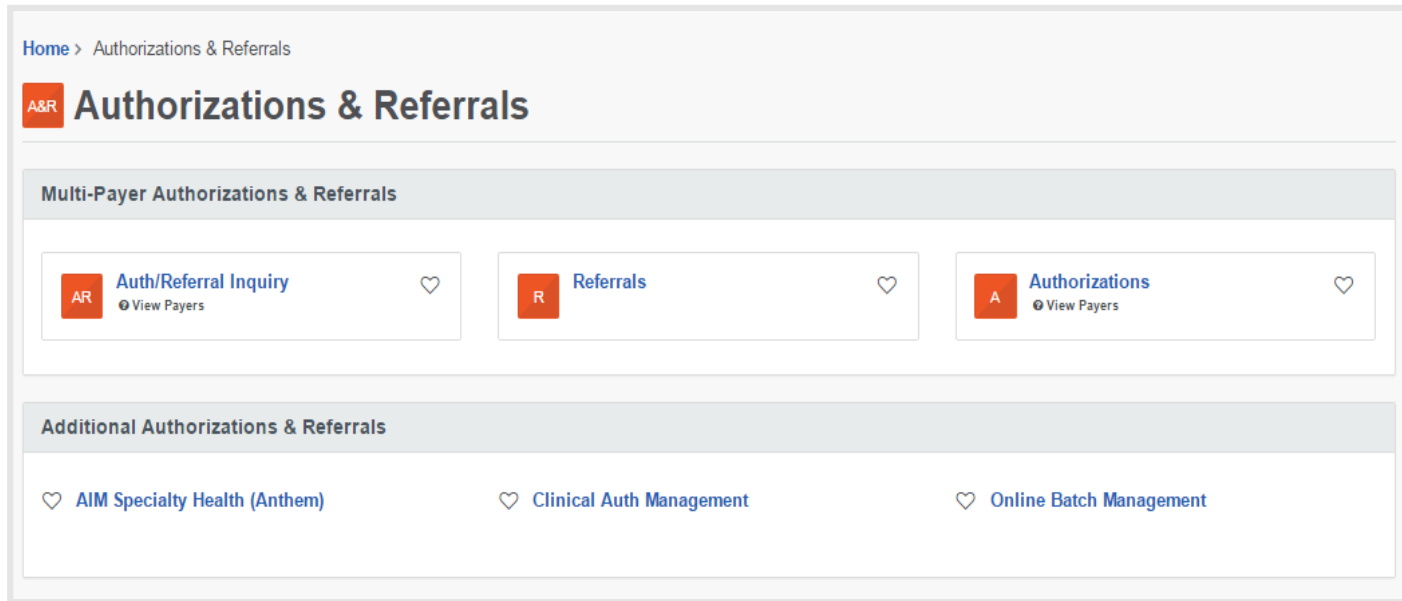 Home > Authorizations & Referrals
A&R Authorizations & Referrals
Multi-Payer Authorizations & Referrals
AR Auth/Referral Inquiry
View Payers
R Referrals
A Authorizations
View Payers
Additional Authorizations & Referrals
AIM Specialty Health (Anthem)
Clinical Auth Management
Online Batch Management